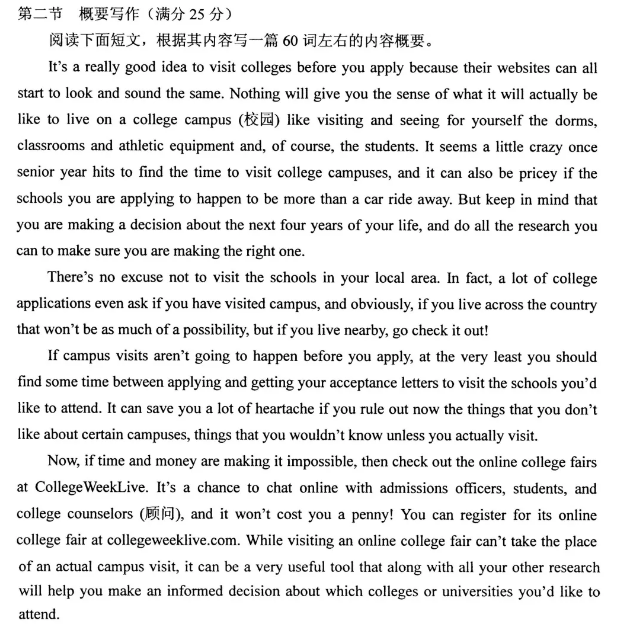 第二节 概要写作（满分 25 分）
阅读下面短文，根据其内容写一篇 60 词左右的内容概要。
It's a really good idea to visit colleges before you apply because their websites can all
start to look and sound the same. Nothing will give you the sense of what it will actually be
like to live on a college campus (校园) like visiting and seeing for yourself the dorms,
classrooms and athletic equipment and, of course, the students. It seems a little crazy once
senior year hits to find the time to visit college campuses, and it can also be pricey if the
schools you are applying to happen to be more than a car ride away. But keep in mind that
you are making a decision about the next four years of your life, and do all the research you
can to make sure you are making the right one.
There's no excuse not to visit the schools in your local area. In fact, a lot of college
applications even ask if you have visited campus, and obviously, if you live across the country
that won't be as much of a possibility, but if you live nearby, go check it out!
If campus visits aren't going to happen before you apply, at the very least you should
find some time between applying and getting your acceptance letters to visit the schools you'd
like to attend. It can save you a lot of heartache if you rule out now the things that you don't
like about certain campuses, things that you wouldn't know unless you actually visit.
Now, if time and money are making it impossible, then check out the online college fairs
at CollegeWeekLive. It's a chance to chat online with admissions officers, students, and
college counselors (顾问), and it won't cost you a penny! You can register for its online
college fair at collegeweeklive.com. While visiting an online college fair can't take the place
of an actual campus visit, it can be a very useful tool that along with all your other research
will help you make an informed decision about which colleges or universities you'd like to
attend.